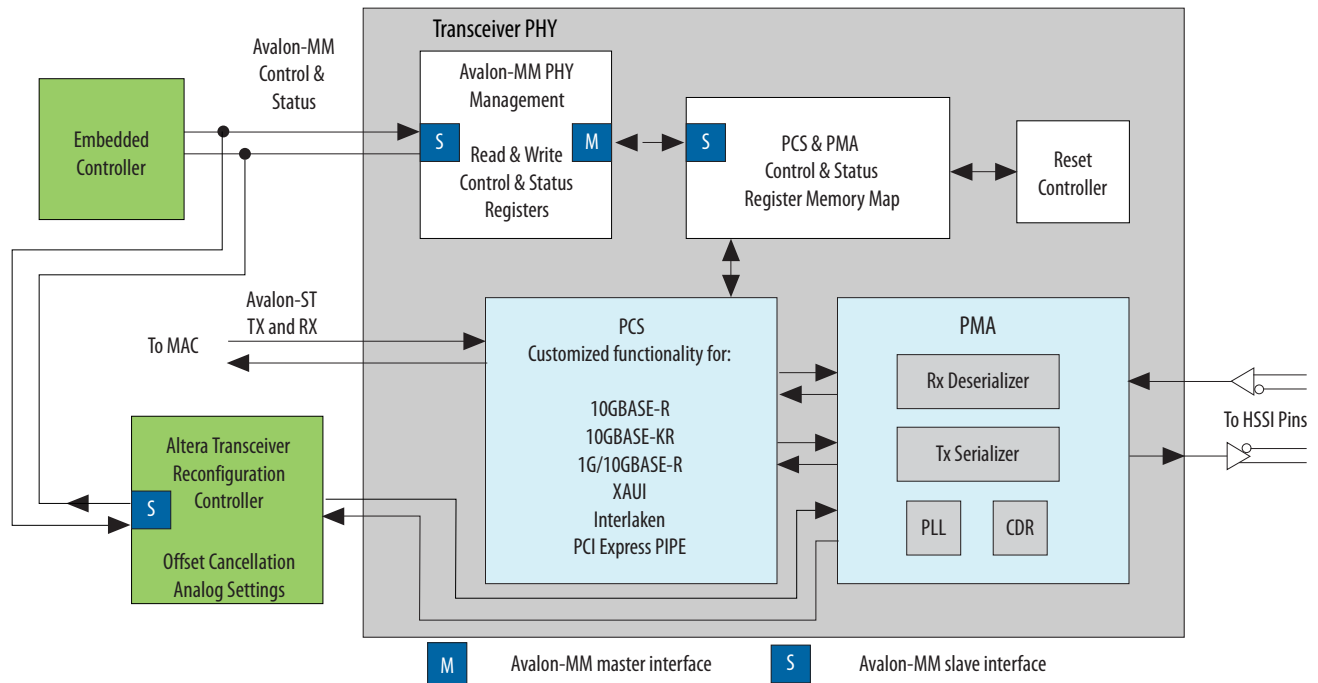 Transceiver PHY
Avalon-MM
Control &
Status
Embedded
Controller
Avalon-MM PHY
Management
S
M
Read & Write
Control & Status
Registers
S
PCS & PMA
Control & Status
Register Memory Map
Reset
Controller
Avalon-ST
TX and RX
To MAC
PCS
Customized functionality for:
10GBASE-R
10GBASE-KR
1G/10GBASE-R
XAUI
Interlaken
PCI Express PIPE
PMA
Rx Deserializer
Tx Serializer
PLL
CDR
To HSSI Pins
Altera Transceiver
Reconfiguration
Controller
S
Offset Cancellation
Analog Settings
M
Avalon-MM master interface
S
Avalon-MM slave interface